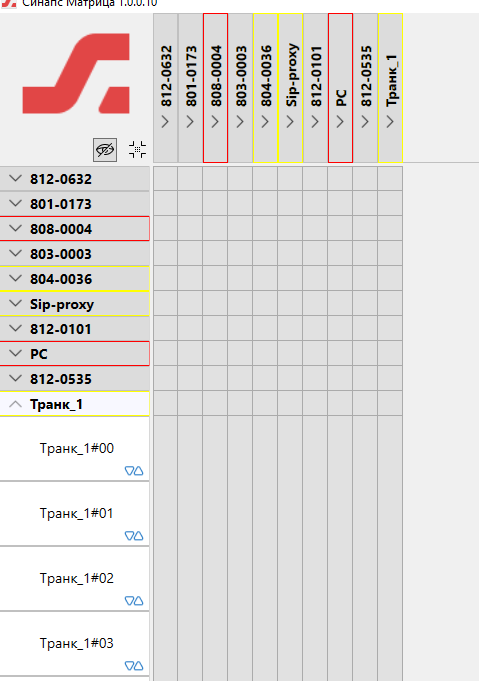 Синапс Матрица 1.0.0.10
812-0632
801-0173
808-0004
803-0003
804-0036
Sip-proxy
812-0101
PC
812-0535
Транк_1
812-0632
801-0173
808-0004
803-0003
804-0036
Sip-proxy
812-0101
PC
812-0535
Транк_1
Транк_1#00
Транк_1#01
Транк_1#02
Транк_1#03